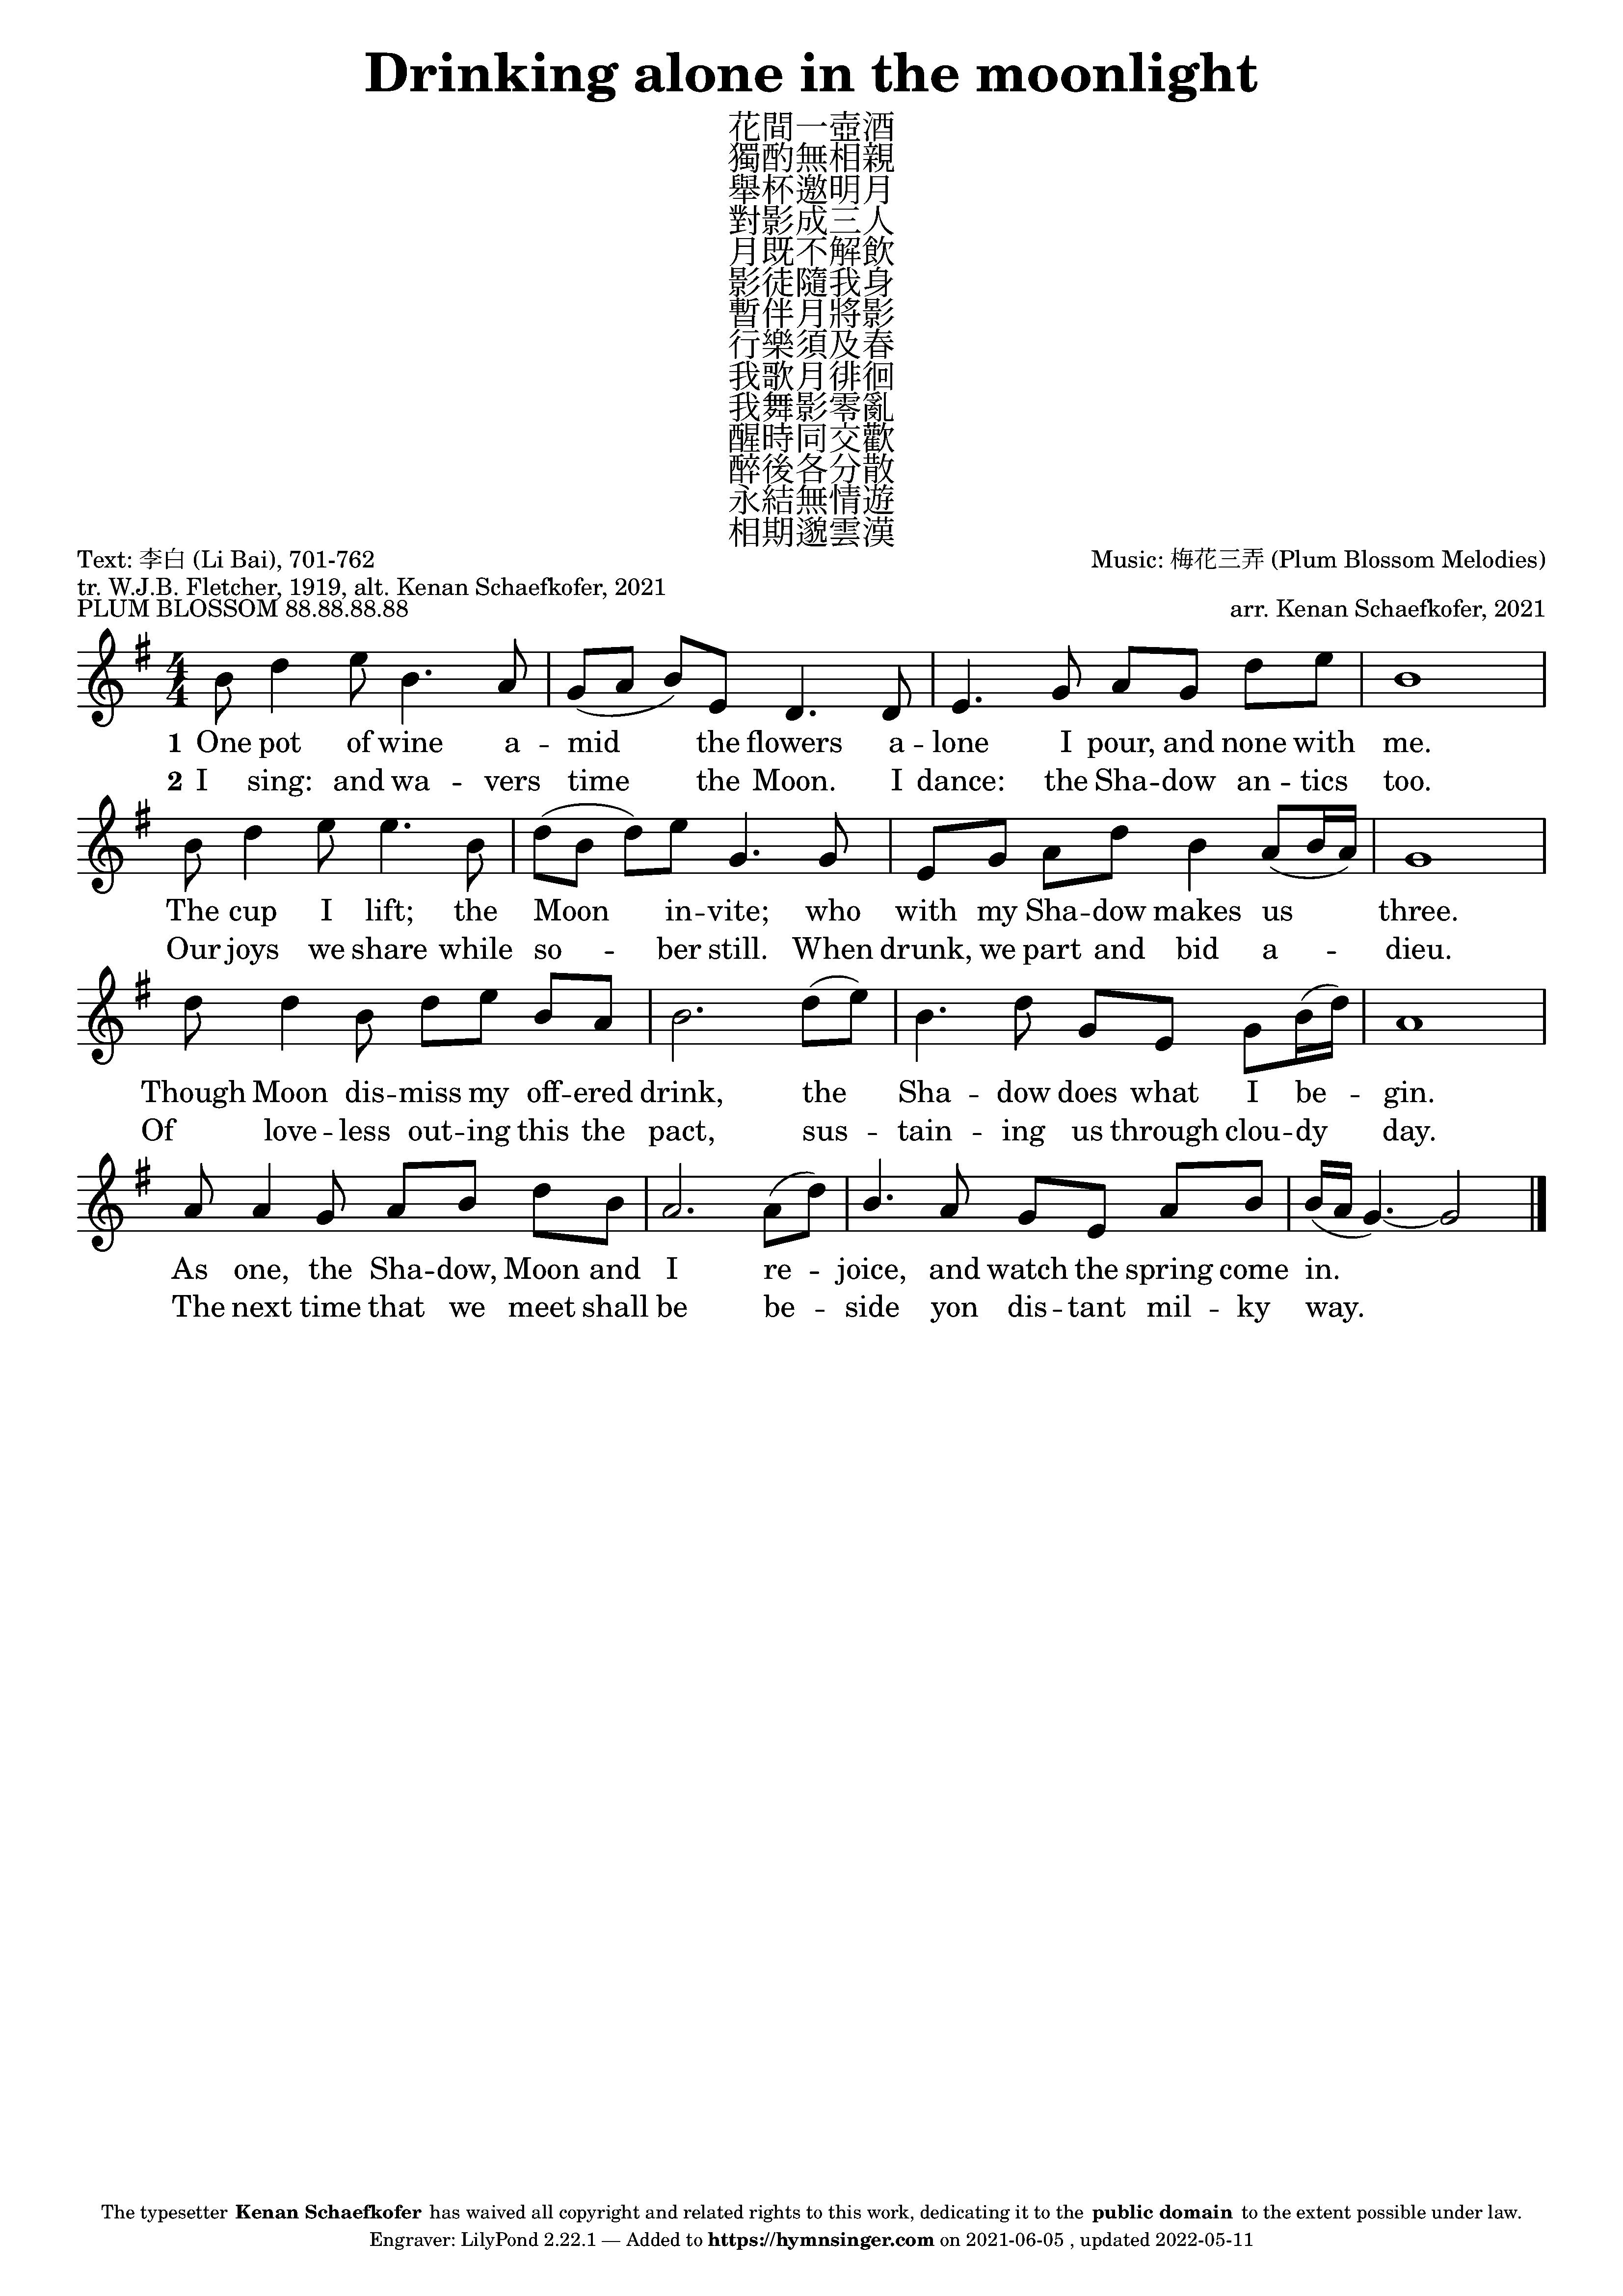 Drinking alone in the moonlight
花間一壺酒
獨酌無相親
舉杯邀明月
對影成三人
月既不解飲
影徒隨我身
暫伴月將影
行樂須及春
我歌月徘徊
我舞影零亂
醒時同交歡
醉後各分散
永結無情遊
相期邈雲漢
Text: 李白 (Li Bai), 701-762 Music: 梅花三弄 (Plum Blossom Melodies)
tr. W.J.B. Fletcher, 1919, alt. Kenan Schaefkofer, 2021
PLUM BLOSSOM 88.88.88.88 arr. Kenan Schaefkofer, 2021
1 One pot of wine a -- mid the flowers a -- lone I pour, and none with me.
2 I sing: and wa -- vers time the Moon. I dance: the Sha -- dow an -- tics too.
The cup I lift; the Moon in -- vite; who with my Sha -- dow makes us three.
Our joys we share while so -- ber still. When drunk, we part and bid a -- dieu.
Though Moon dis -- miss my off -- ered drink, the Sha -- dow does what I be -- gin.
Of love -- less out -- ing this the pact, sus -- tain -- ing us through clou -- dy day.
As one, the Sha -- dow, Moon and I re -- joice, and watch the spring come in.
The next time that we meet shall be be -- side yon dis -- tant mil -- ky way.
The typesetter Kenan Schaefkofer has waived all copyright and related rights to this work, dedicating it to the public domain to the extent possible under law.
Engraver: LilyPond 2.22.1 — Added to https://hymnsinger.com on 2021-06-05 , updated 2022-05-11